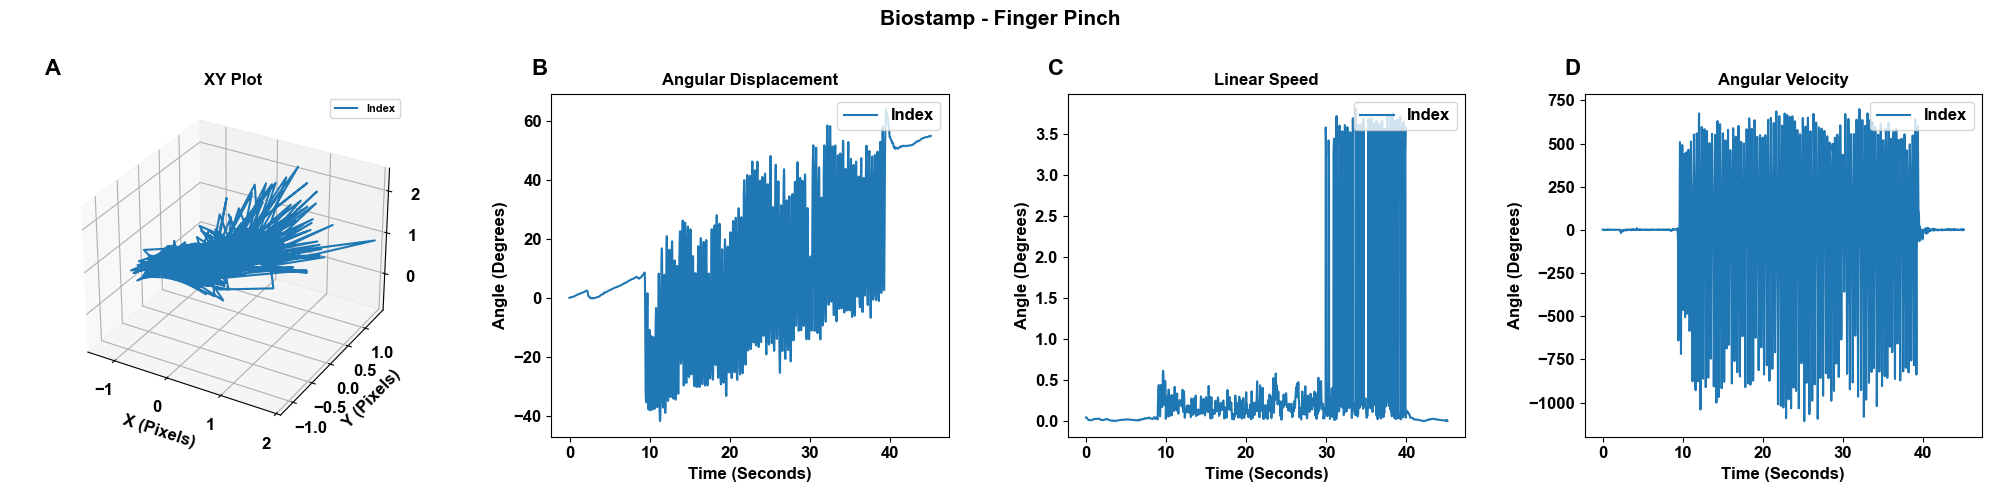 Biostamp - Finger Pinch
A
XY Plot
Index
2
1
0
−1
0
1
2
X (Pixels)
−1.0
−0.5
0.0
0.5
1.0
Y (Pixels)
B
Angular Displacement
Index
60
40
20
0
−20
−40
Angle (Degrees)
0
10
20
30
40
Time (Seconds)
C
Linear Speed
Index
3.5
3.0
2.5
2.0
1.5
1.0
0.5
0.0
Angle (Degrees)
0
10
20
30
40
Time (Seconds)
D
Angular Velocity
Index
750
500
250
0
−250
−500
−750
−1000
Angle (Degrees)
0
10
20
30
40
Time (Seconds)